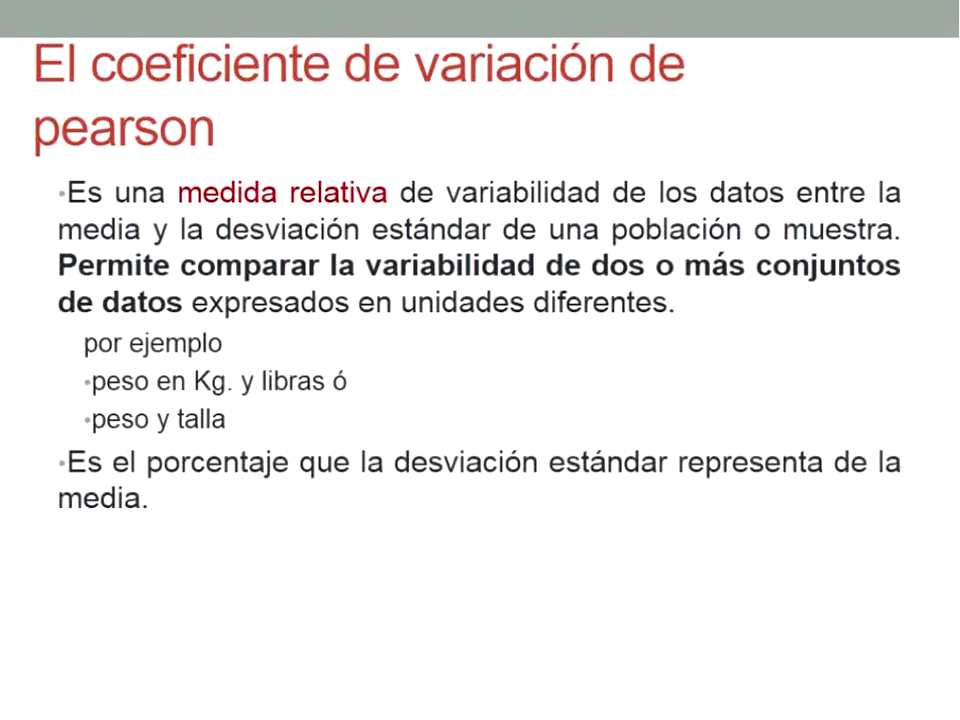 El coeficiente de variación de
pearson
•Es una medida relativa de variabilidad de los datos entre la
media y la desviación estándar de una población o muestra.
Permite comparar la variabilidad de dos o más conjuntos
de datos expresados en unidades diferentes.
por ejemplo
•peso en Kg. y libras ó
•peso y talla
•Es el porcentaje que la desviación estándar representa de la
media.